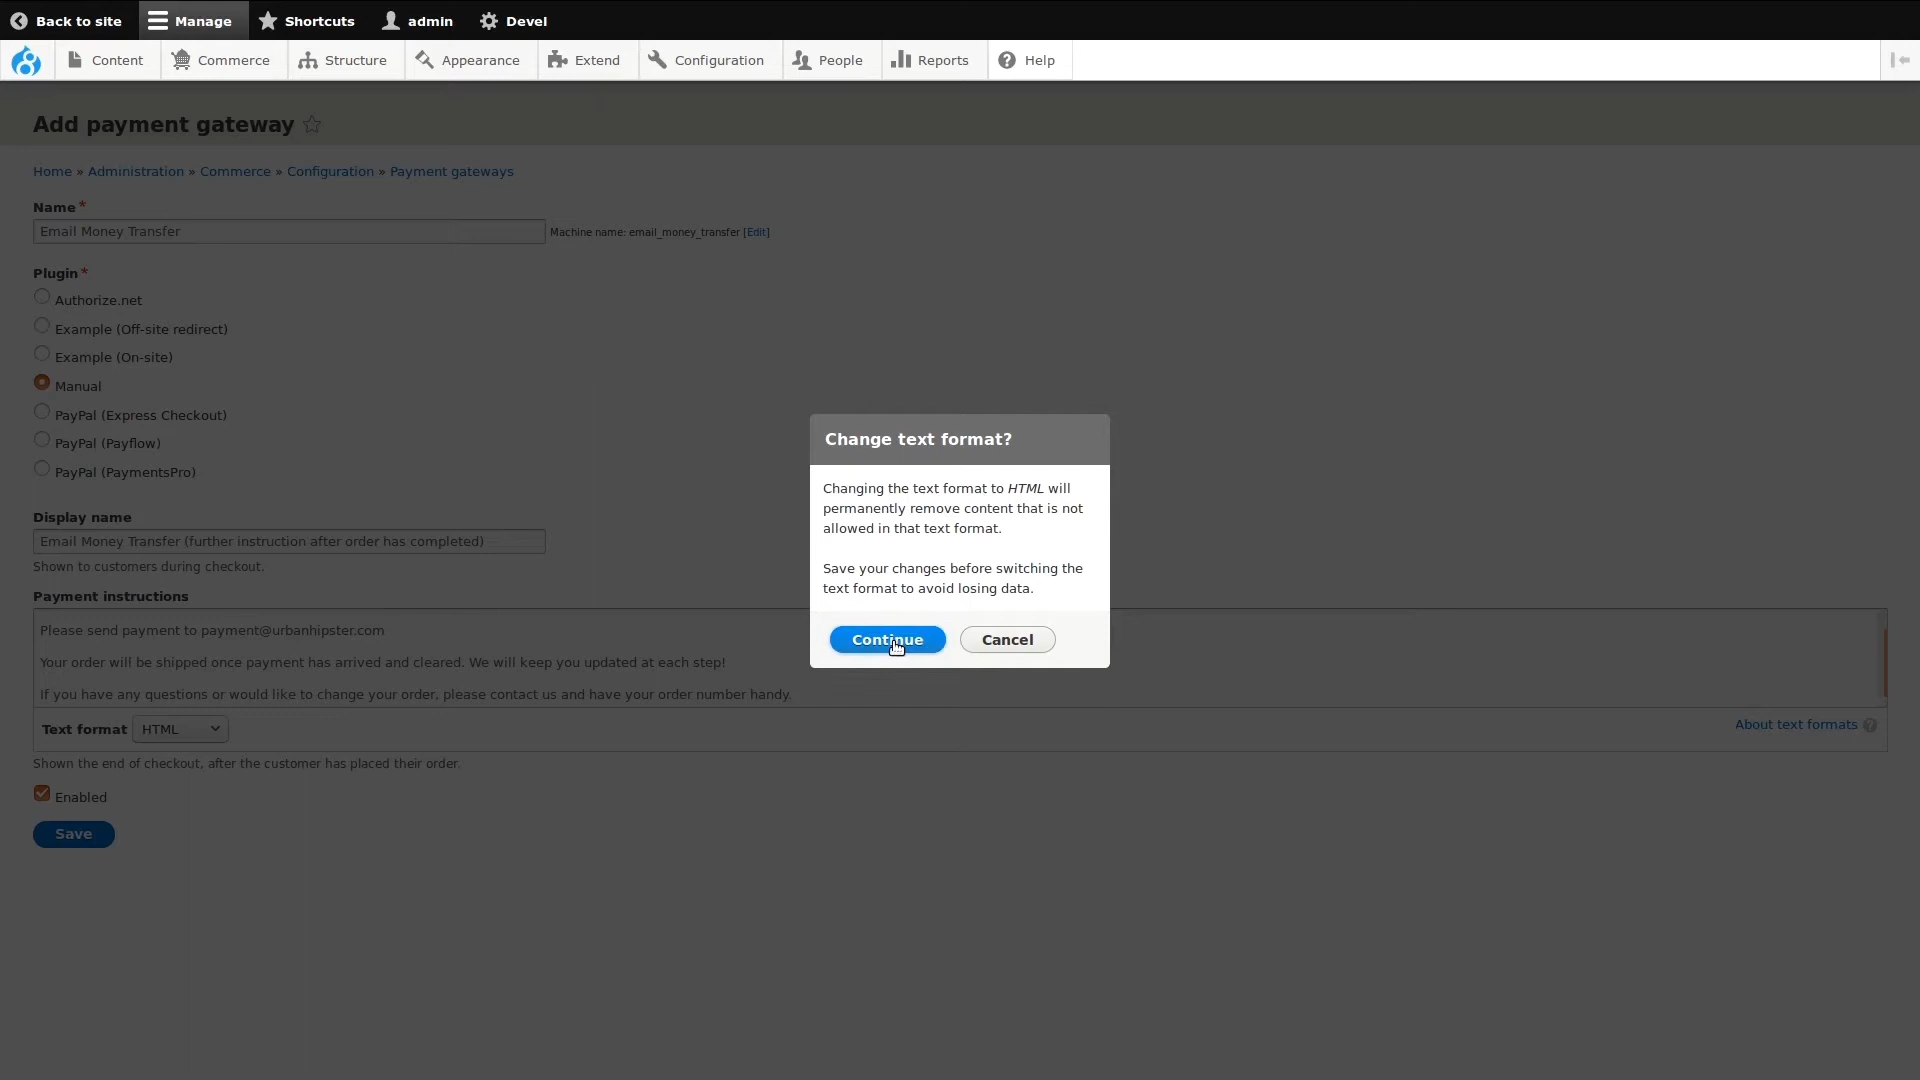 Back to site Manage Shortcuts admin Devel
Content Commerce Structure Appearance Extend Configuration People Reports Help
Add payment gateway
Home » Administration » Commerce » Configuration » Payment gateways
Name *
Email Money Transfer Machine name: email_money_transfer [Edit]
Plugin *
Authorize.net
Example (Off-site redirect)
Example (On-site)
Manual
PayPal (Express Checkout)
PayPal (Payflow)
PayPal (PaymentsPro)
Display name
Email Money Transfer (further instruction after order has completed)
Shown to customers during checkout.
Payment instructions
Please send payment to payment@urbanhipster.com
Your order will be shipped once payment has arrived and cleared. We will keep you updated at each step!
If you have any questions or would like to change your order, please contact us and have your order number handy.
Text format HTML About text formats ?
Shown the end of checkout, after the customer has placed their order.
Enabled
Save
Change text format?
Changing the text format to HTML will
permanently remove content that is not
allowed in that text format.
Save your changes before switching the
text format to avoid losing data.
Continue Cancel